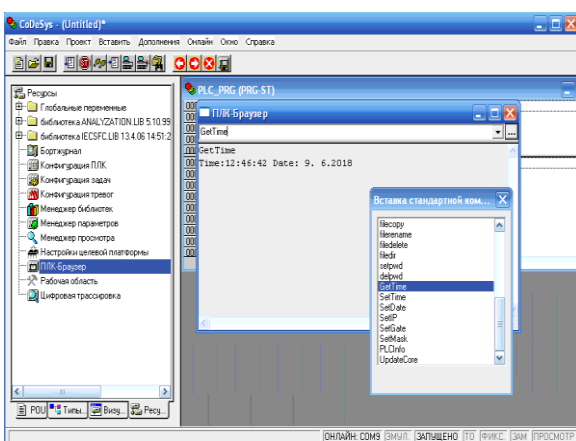 CoDeSys - (Untitled)*
Файл Правка Проект Вставить Дополнения Онлайн Окно Справка
Ресурсы
Глобальные переменные
библиотека ANALYZATION.LIB 5.10.99
библиотека IECSFC.LIB 13.4.06 14:51:2
Бортжурнал
Конфигурация ПЛК
Конфигурация задач
Конфигурация тревог
Менеджер библиотек
Менеджер параметров
Менеджер просмотра
Настройки целевой платформы
ПЛК-Браузер
Рабочая область
Цифровая трассировка
POU
Типы...
Визу...
Ресу...
PLC_PRG (PRG-ST)
ПЛК-Браузер
GetTime
...
GetTime
Time:12:46:42 Date: 9. 6.2018
Вставка стандартной ком...
filecopy
filerename
filedelete
filedir
setpwd
delpwd
GetTime
SetTime
SetDate
SetIP
SetGate
SetMask
PLCInfo
UpdateCore
ОНЛАЙН: COM9 ЭМУЛ. ЗАПУЩЕНО TO ФИКС. ЗАМ ПРОСМОТР